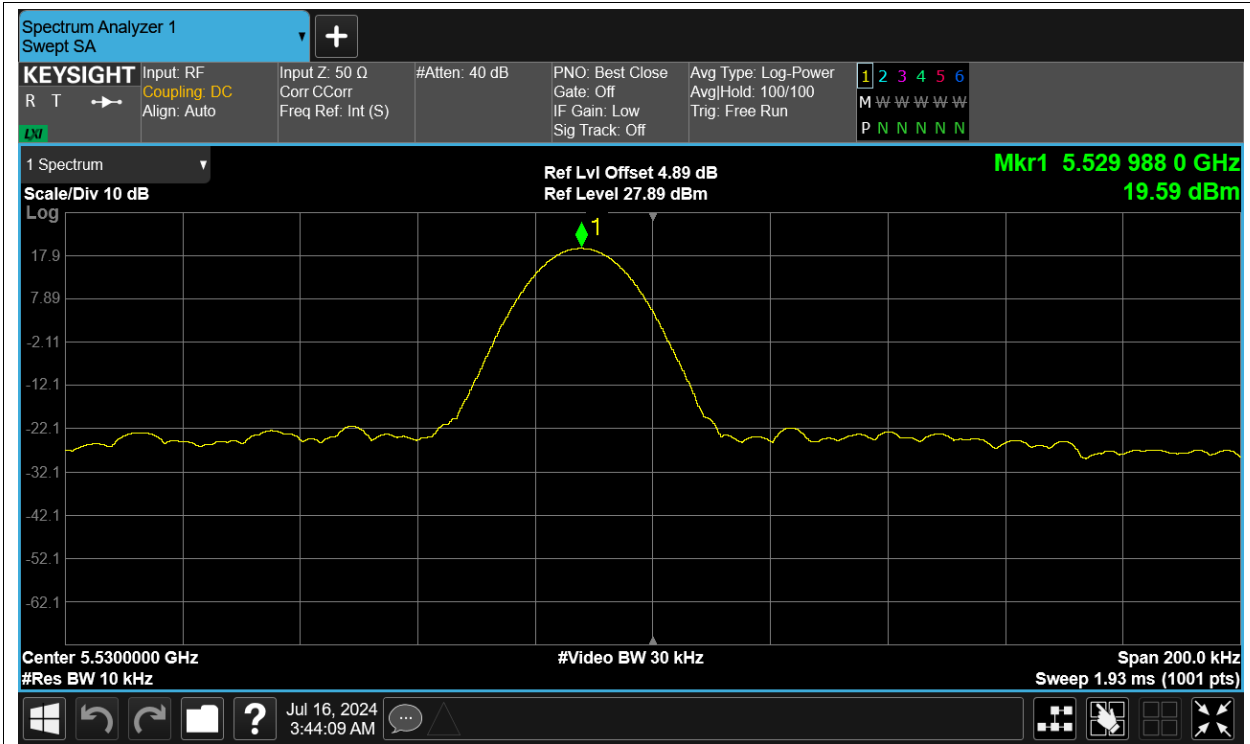 Spectrum Analyzer 1
Swept SA
KEYSIGHT
R T
LXI
Input: RF
Coupling: DC
Align: Auto
Input Z: 50 Ω
Corr CCorr
Freq Ref: Int (S)
#Atten: 40 dB
PNO: Best Close
Gate: Off
IF Gain: Low
Sig Track: Off
Avg Type: Log-Power
Avg|Hold: 100/100
Trig: Free Run
1 2 3 4 5 6
M W W W W W
P N N N N N
1 Spectrum
Scale/Div 10 dB
Log
Ref Lvl Offset 4.89 dB
Ref Level 27.89 dBm
Mkr1 5.529 988 0 GHz
19.59 dBm
1
17.9
7.89
-2.11
-12.1
-22.1
-32.1
-42.1
-52.1
-62.1
Center 5.5300000 GHz
#Res BW 10 kHz
#Video BW 30 kHz
Span 200.0 kHz
Sweep 1.93 ms (1001 pts)
?
Jul 16, 2024
3:44:09 AM